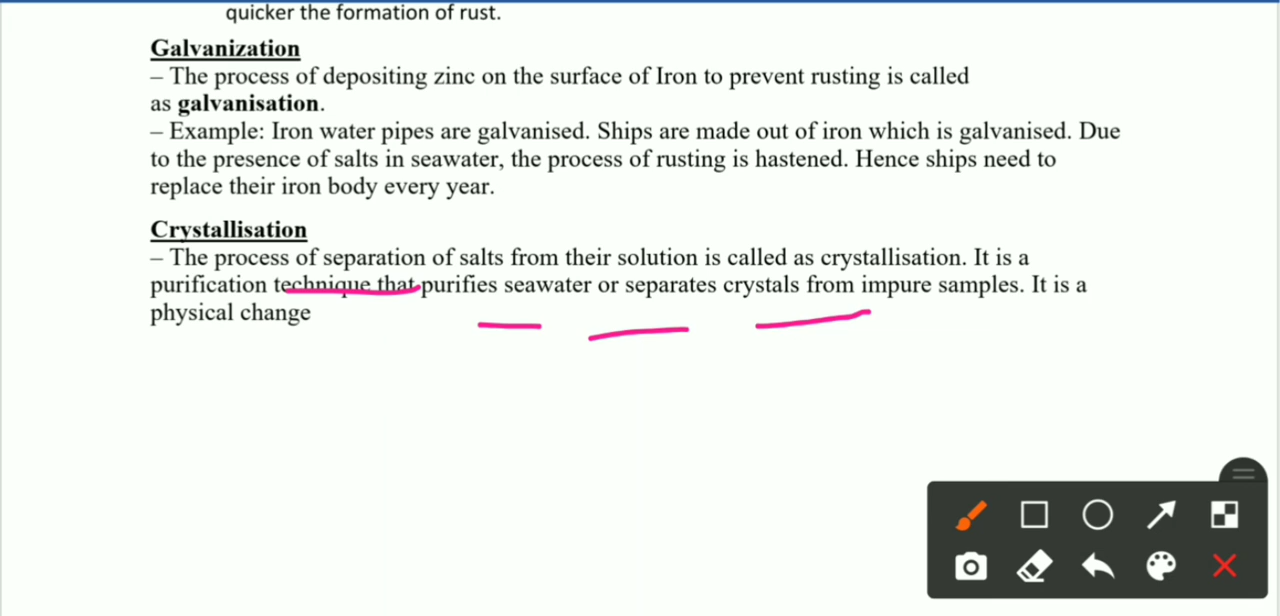 quicker the formation of rust.
Galvanization
– The process of depositing zinc on the surface of Iron to prevent rusting is called
as galvanisation.
– Example: Iron water pipes are galvanised. Ships are made out of iron which is galvanised. Due
to the presence of salts in seawater, the process of rusting is hastened. Hence ships need to
replace their iron body every year.
Crystallisation
– The process of separation of salts from their solution is called as crystallisation. It is a
purification technique that purifies seawater or separates crystals from impure samples. It is a
physical change